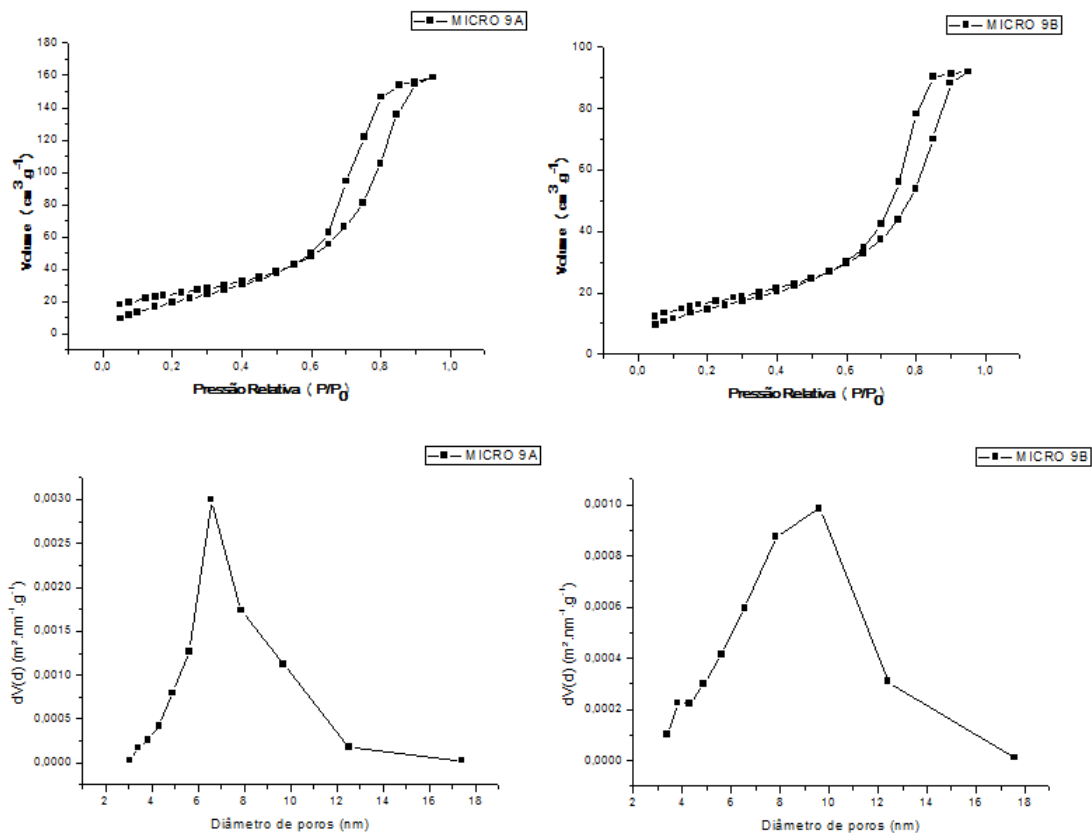 MICRO 9A
180
160
140
120
100
80
60
40
20
0
Volume (cm³.g⁻¹)
0,0 0,2 0,4 0,6 0,8 1,0
Pressão Relativa ( P/P₀)
MICRO 9B
100
80
60
40
20
0
Volume (cm³.g⁻¹)
0,0 0,2 0,4 0,6 0,8 1,0
Pressão Relativa ( P/P₀)
MICRO 9A
0,0030
0,0025
0,0020
0,0015
0,0010
0,0005
0,0000
dV(d) (m².nm⁻¹.g⁻¹)
2 4 6 8 10 12 14 16 18
Diâmetro de poros (nm)
MICRO 9B
0,0010
0,0008
0,0006
0,0004
0,0002
0,0000
dV(d) (m².nm⁻¹.g⁻¹)
2 4 6 8 10 12 14 16 18
Diâmetro de poros (nm)